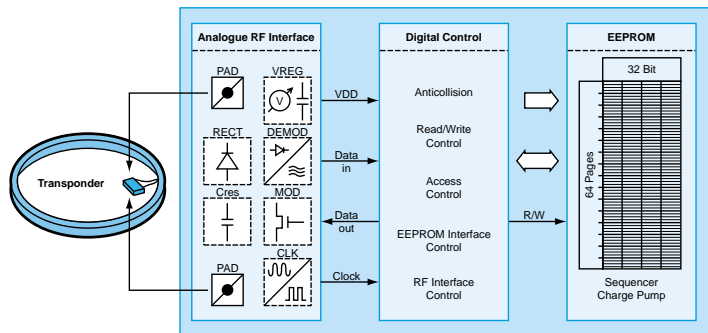 Analogue RF Interface
Digital Control
EEPROM
PAD
VREG
V
VDD
RECT
DEMOD
Data
in
Cres
MOD
Data
out
CLK
PAD
Clock
Transponder
Anticollision
Read/Write
Control
Access
Control
EEPROM Interface
Control
RF Interface
Control
R/W
32 Bit
64 Pages
Sequencer
Charge Pump